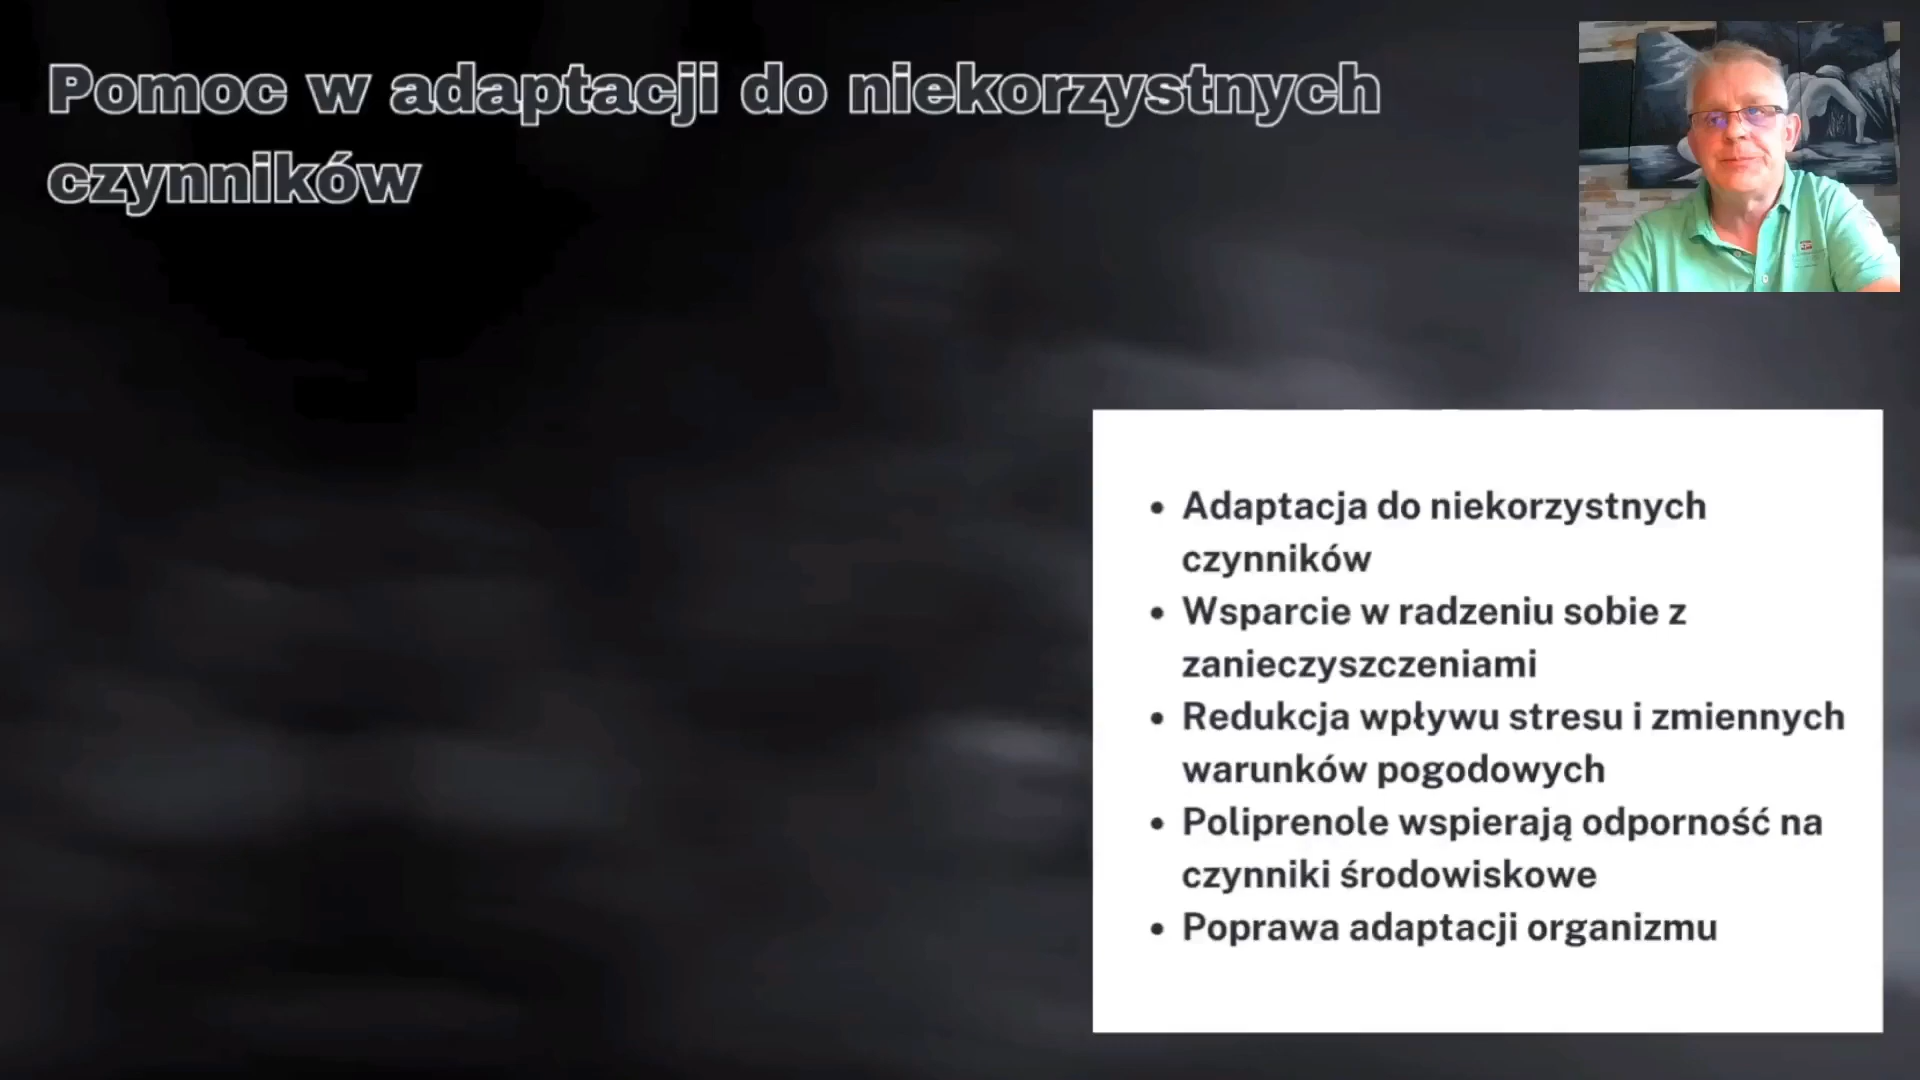 Pomoc w adaptacji do niekorzystnych
czynników
• Adaptacja do niekorzystnych
czynników
• Wsparcie w radzeniu sobie z
zanieczyszczeniami
• Redukcja wpływu stresu i zmiennych
warunków pogodowych
• Poliprenole wspierają odporność na
czynniki środowiskowe
• Poprawa adaptacji organizmu